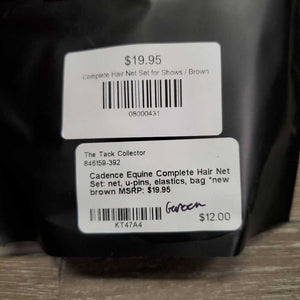 $19.95
Complete Hair Net Set for Shows / Brown
08000431
The Tack Collector
846159-392
Cadence Equine Complete Hair Net
Set: net, u-pins, elastics, bag *new
brown MSRP: $19.95
KT47A4
$12.00